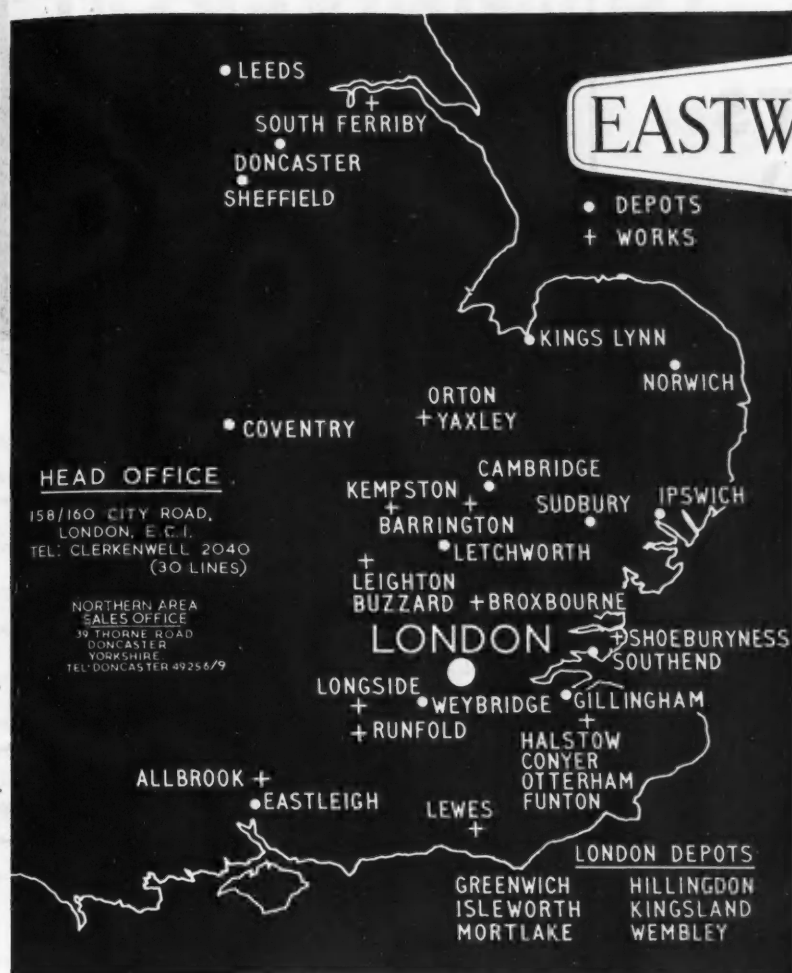 LEEDS
EASTW
SOUTH FERRIBY
DONCASTER
SHEFFIELD
DEPOTS
+ WORKS
KINGS LYNN
NORWICH
ORTON
+ YAXLEY
COVENTRY
HEAD OFFICE
158/160 CITY ROAD,
LONDON, E.C.1.
TEL: CLERKENWELL 2040
(30 LINES)
NORTHERN AREA
SALES OFFICE
39 THORNE ROAD
DONCASTER
YORKSHIRE
TEL: DONCASTER 49256/9
CAMBRIDGE
KEMPSTON
SUDBURY
IPSWICH
BARRINGTON
LETCHWORTH
LEIGHTON
BUZZARD
+ BROXBOURNE
LONDON
+ SHOEBURYNESS
SOUTHEND
LONGSIDE
WEYBRIDGE
GILLINGHAM
+ RUNFOLD
HALSTOW
CONYER
OTTERHAM
FUNTON
ALLBROOK +
EASTLEIGH
LEWES
LONDON DEPOTS
GREENWICH HILLINGDON
ISLEWORTH KINGSLAND
MORTLAKE WEMBLEY